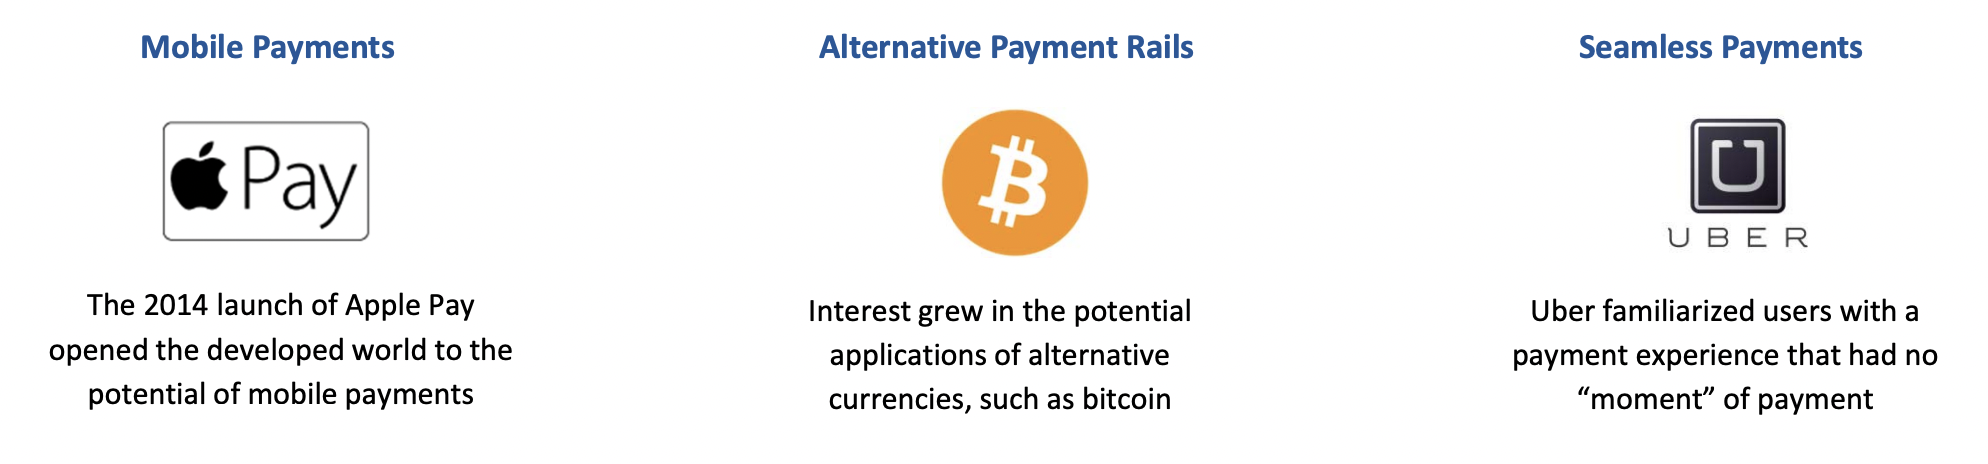 Mobile Payments
Pay
The 2014 launch of Apple Pay
opened the developed world to the
potential of mobile payments
Alternative Payment Rails
Interest grew in the potential
applications of alternative
currencies, such as bitcoin
Seamless Payments
UBER
Uber familiarized users with a
payment experience that had no
“moment” of payment